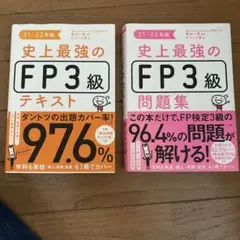 21-22年版
史上最強の
FP3級
テキスト
ダントツの出題カバー率!
97.6%
21-22年版
史上最強の
FP3級
問題集
この本だけで、FP検定3級の
96.4%の問題が
解ける!